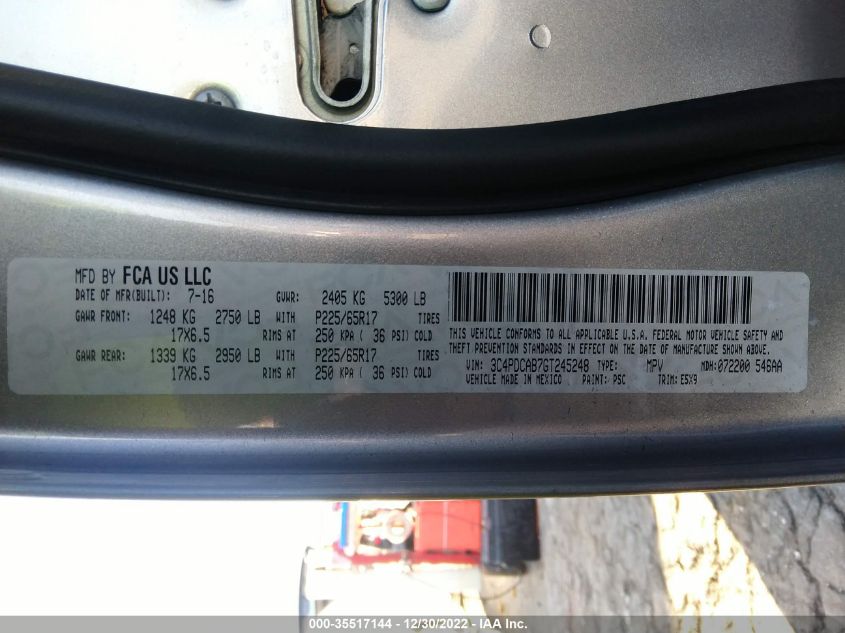 MFD BY FCA US LLC
DATE OF MFR(BUILT): 7-16 GVWR: 2405 KG 5300 LB
GAWR FRONT: 1248 KG 2750 LB WITH P225/65R17 TIRES
17X6.5 RIMS AT 250 KPA ( 36 PSI) COLD
GAWR REAR: 1339 KG 2950 LB WITH P225/65R17 TIRES
17X6.5 RIMS AT 250 KPA ( 36 PSI) COLD
THIS VEHICLE CONFORMS TO ALL APPLICABLE U.S.A. FEDERAL MOTOR VEHICLE SAFETY AND
THEFT PREVENTION STANDARDS IN EFFECT ON THE DATE OF MANUFACTURE SHOWN ABOVE.
VIN: 3C4PDCAB7GT245248 TYPE: MPV MDH:072200 546AA
VEHICLE MADE IN MEXICO PAINT: PSC TRIM: E5X9
000-35517144 - 12/30/2022 - IAA Inc.